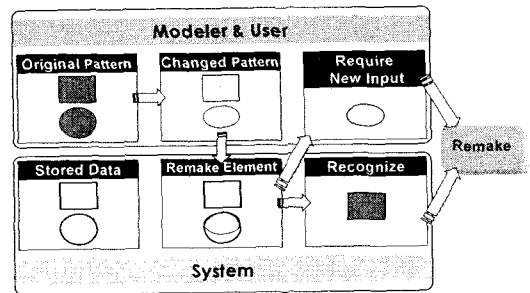 Modeler & User
Original Pattern
Changed Pattern
Require
New Input
Remake
Stored Data
Remake Element
Recognize
System